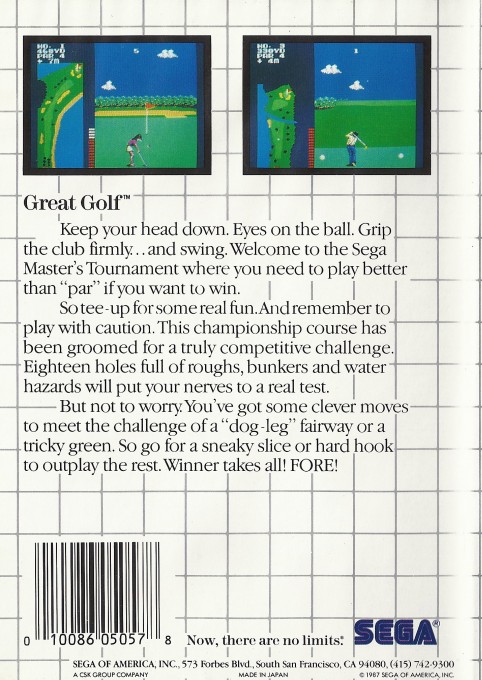 NO. 1
468YD
PAR 4
↑ 7m
5
NO. 3
330YD
PAR 4
↑ 4m
1
Great Golf™
Keep your head down. Eyes on the ball. Grip
the club firmly...and swing. Welcome to the Sega
Master's Tournament where you need to play better
than "par" if you want to win.
So tee-up for some real fun. And remember to
play with caution. This championship course has
been groomed for a truly competitive challenge.
Eighteen holes full of roughs, bunkers and water
hazards will put your nerves to a real test.
But not to worry. You've got some clever moves
to meet the challenge of a "dog-leg" fairway or a
tricky green. So go for a sneaky slice or hard hook
to outplay the rest. Winner takes all! FORE!
0 10086 05057 8
Now, there are no limits.
SEGA®
SEGA OF AMERICA, INC., 573 Forbes Blvd., South San Francisco, CA 94080, (415) 742-9300
A CSK GROUP COMPANY MADE IN JAPAN © 1987 SEGA OF AMERICA, INC.